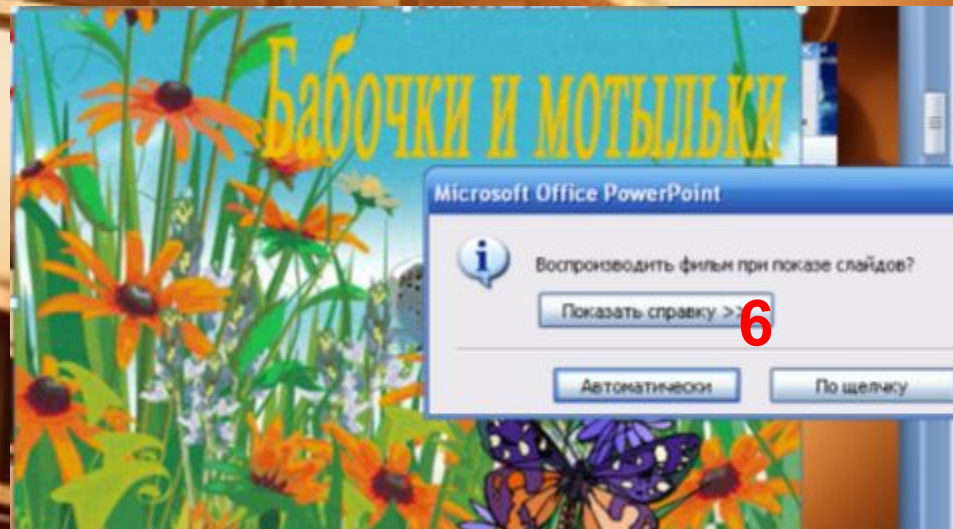 Бабочки и мотыльки
Microsoft Office PowerPoint
Воспроизводить фильм при показе слайдов?
Показать справку >>
6
Автоматически
По щелчку